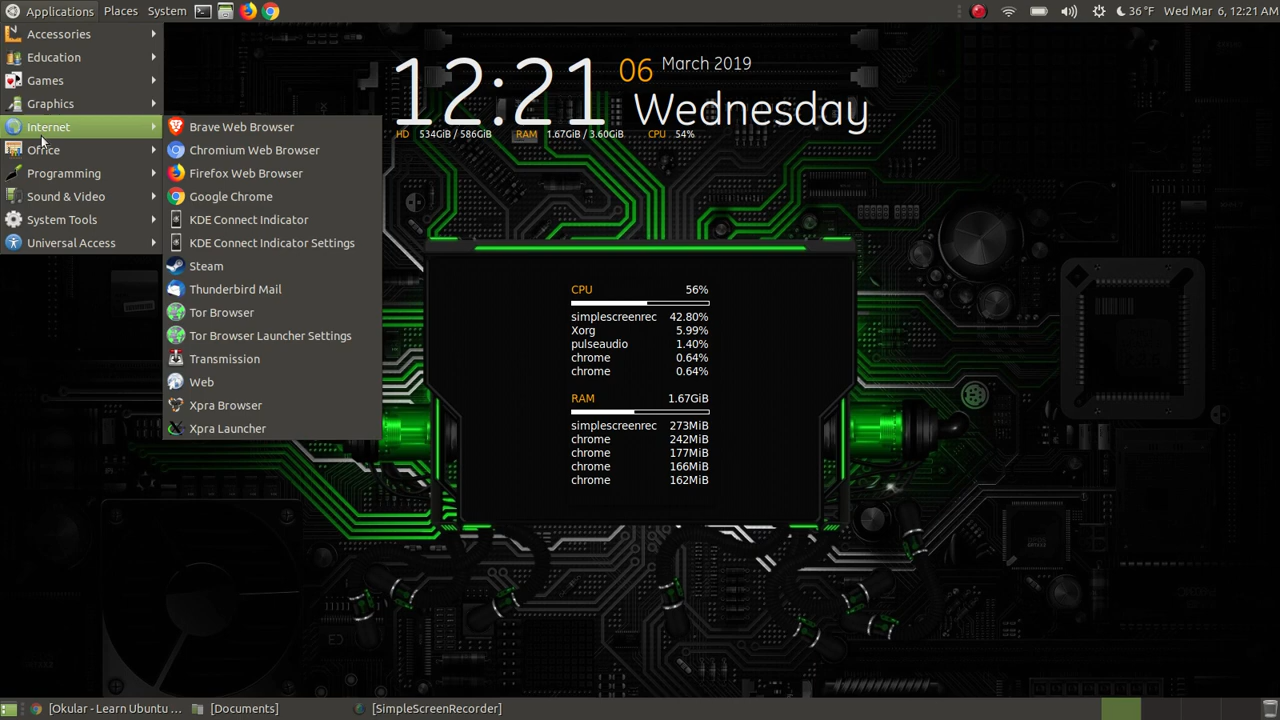 Applications Places System 36 °F Wed Mar. 6, 12:21 AM
Accessories
Education
Games
Graphics
Internet
Office
Programming
Sound & Video
System Tools
Universal Access
Brave Web Browser
Chromium Web Browser
Firefox Web Browser
Google Chrome
KDE Connect Indicator
KDE Connect Indicator Settings
Steam
Thunderbird Mail
Tor Browser
Tor Browser Launcher Settings
Transmission
Web
Xpra Browser
Xpra Launcher
12:21 06 March 2019
Wednesday
HD 534GiB / 586GiB RAM 1.67GiB / 3.60GiB CPU 54%
CPU 56%
simplescreenrec 42.80%
Xorg 5.99%
pulseaudio 1.40%
chrome 0.64%
chrome 0.64%
RAM 1.67GiB
simplescreenrec 273MiB
chrome 242MiB
chrome 177MiB
chrome 166MiB
chrome 162MiB
[Okular - Learn Ubuntu ... [Documents] [SimpleScreenRecorder]